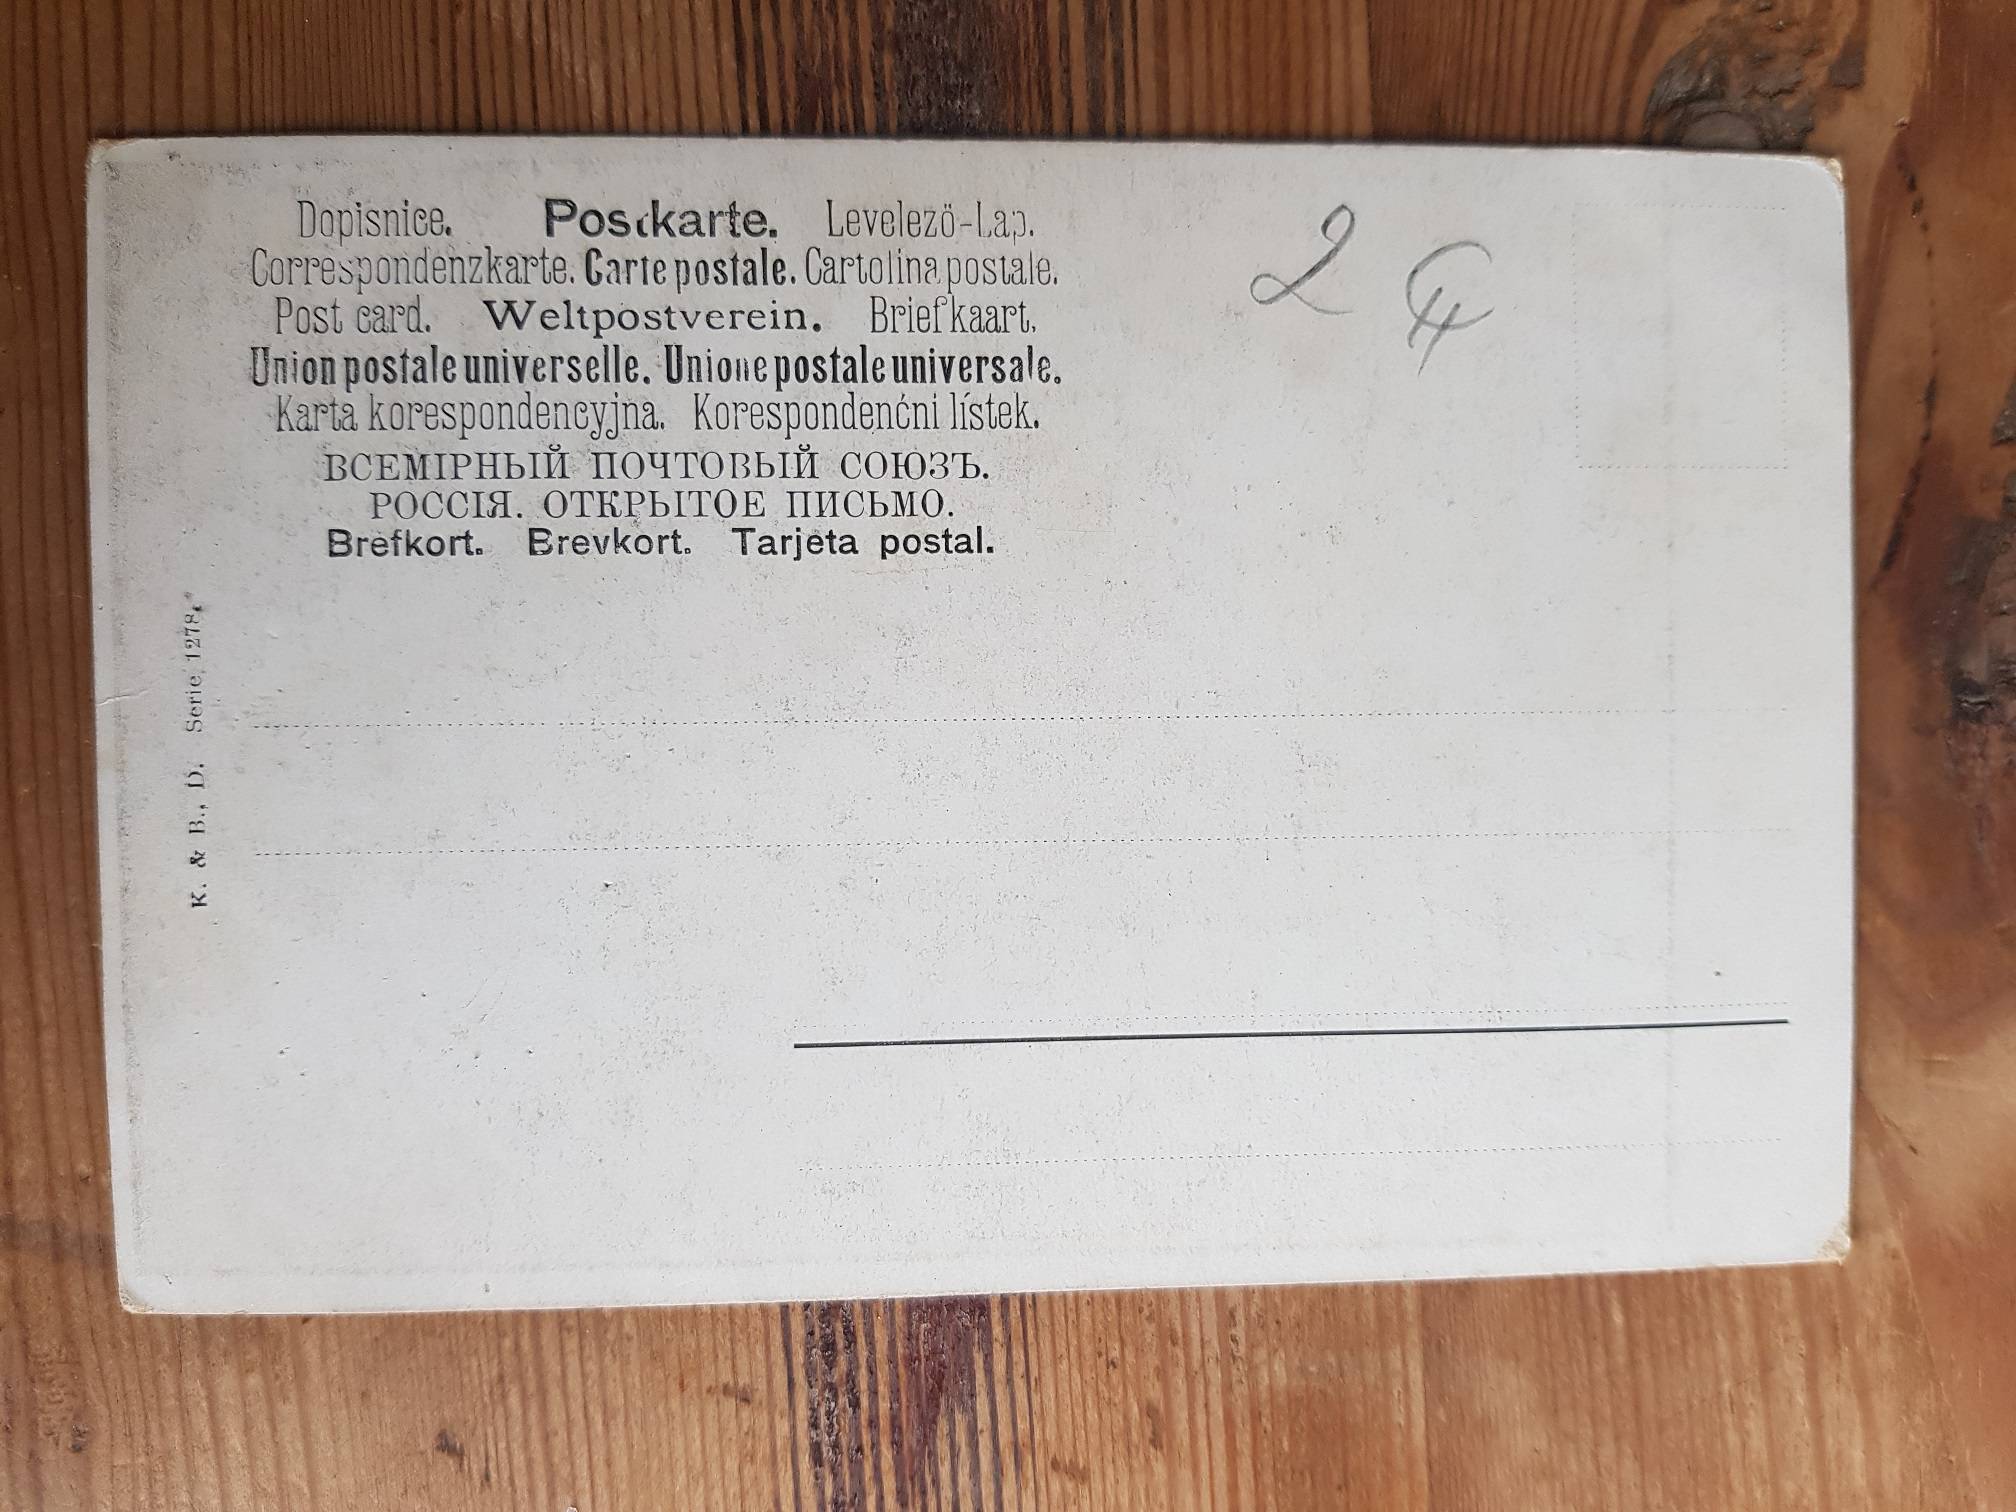 Dopisnice. Postkarte. Levelezö-Lap.
Correspondenzkarte. Carte postale. Cartolina postale.
Post card. Weltpostverein. Briefkaart.
Union postale universelle. Unione postale universale.
Karta korespondencyjna. Korespondenćni lístek.
ВСЕМІРНЫЙ ПОЧТОВЫЙ СОЮЗЪ.
РОССІЯ. ОТКРЫТОЕ ПИСЬМО.
Brefkort. Brevkort. Tarjeta postal.
K. & B., D. Serie 1278
2